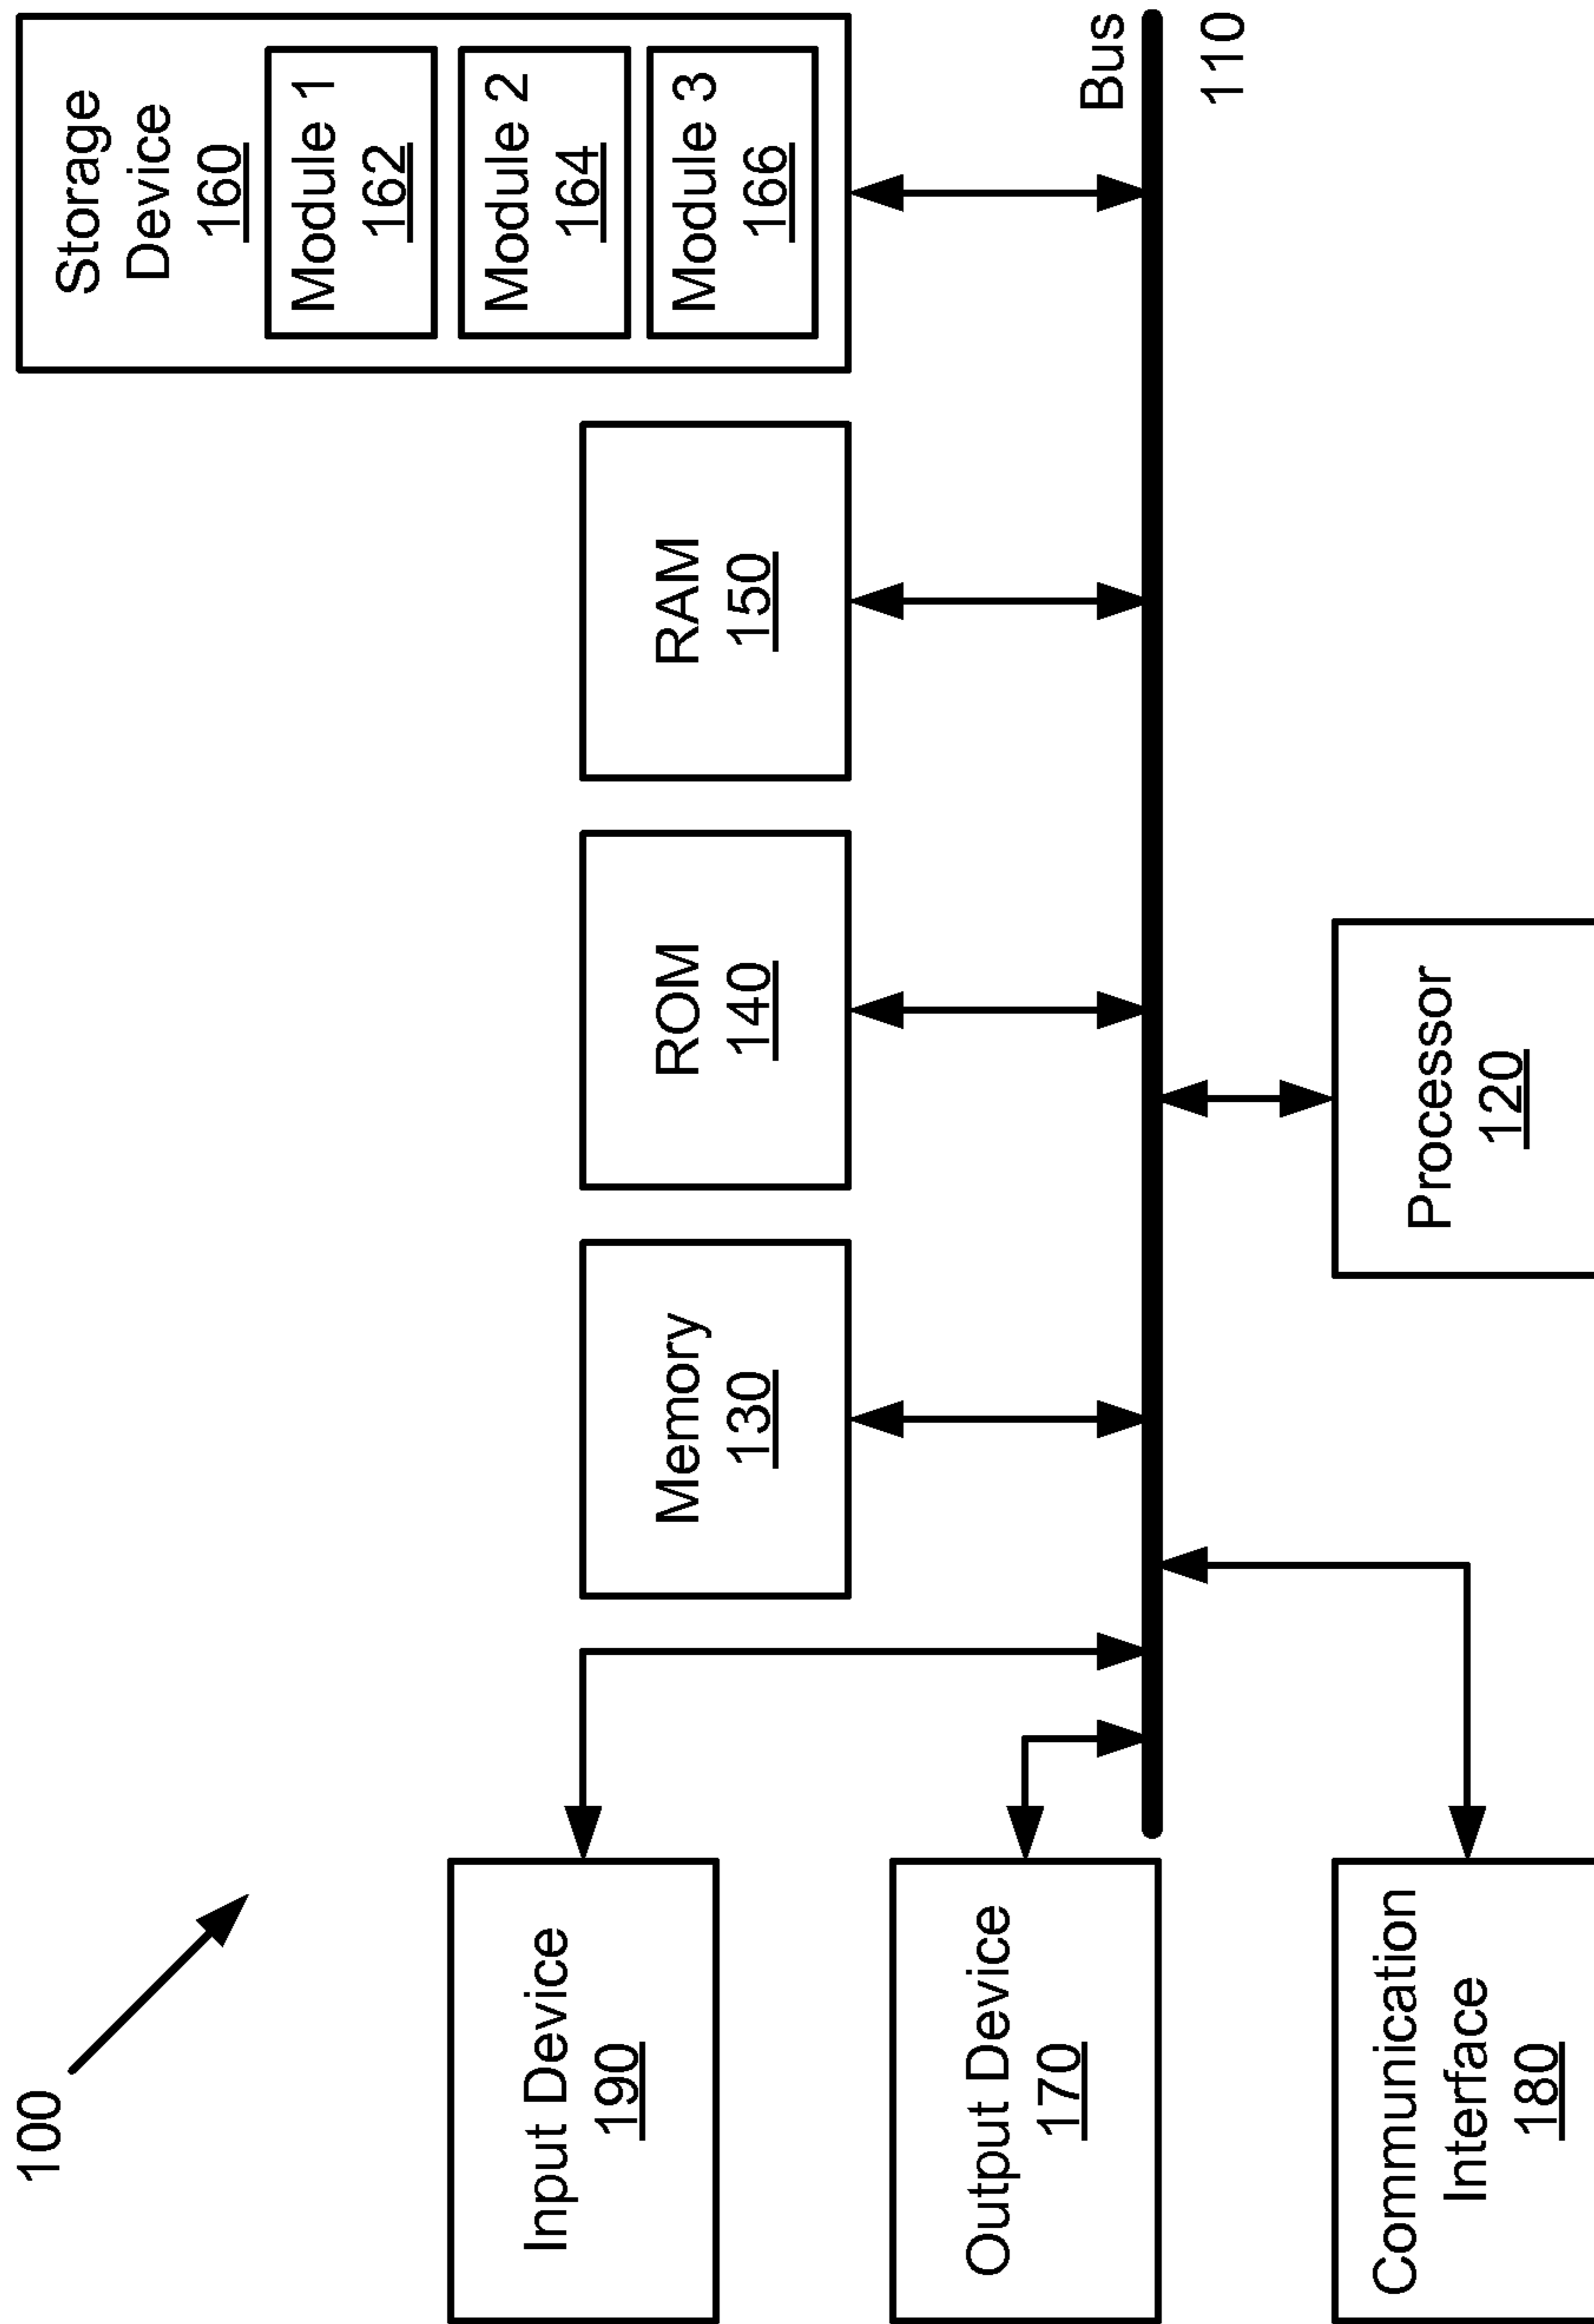 100
Input Device
190
Memory
130
ROM
140
RAM
150
Storage
Device
160
Module 1
162
Module 2
164
Module 3
166
Output Device
170
Bus
110
Communication
Interface
180
Processor
120